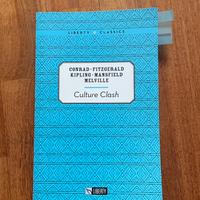 LIBERTY CLASSICS
CONRAD · FITZGERALD
KIPLING · MANSFIELD
MELVILLE
Culture Clash
LIBERTY